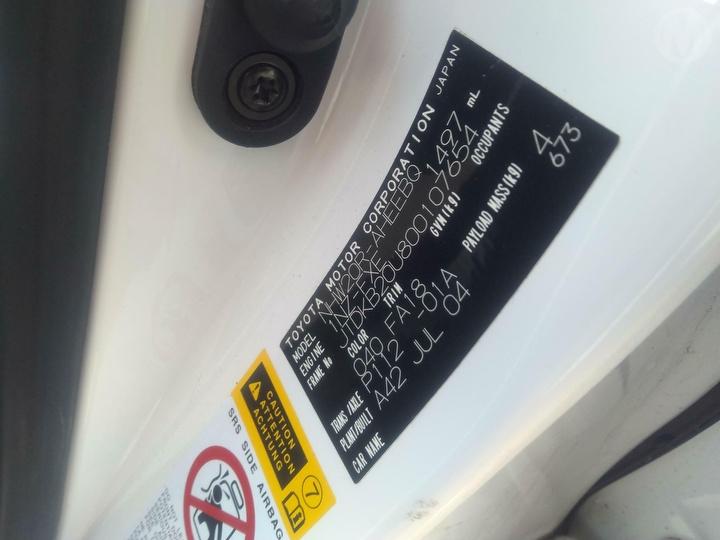 TOYOTA MOTOR CORPORATION JAPAN
MODEL NHW20R-AHEEBQ
ENGINE 1NZ-FXE 1497 mL
FRAME No JTDKB20U800107654
COLOR TRIM GVM(kg) OCCUPANTS
040 FA18 4
TRANS/AXLE PAYLOAD MASS(kg)
P112 -01A 673
PLANT/BUILT A42 JUL 04
CAR NAME
CAUTION
ATTENTION
ACHTUNG
7
SRS SIDE AIRBAG